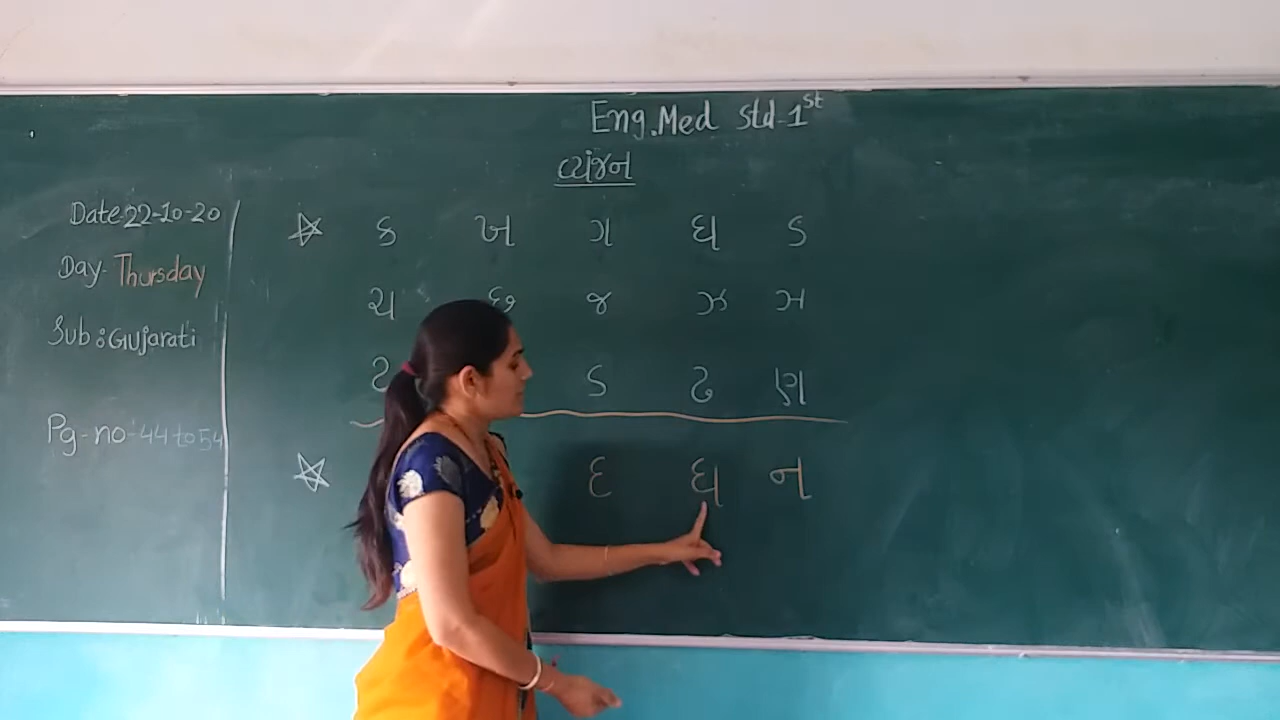 Eng.Med Std-1st
વ્યંજન
Date-22-10-20
Day-Thursday
Sub:Gujarati
Pg-no-44 to 54
ક ખ ગ ઘ ડ
ચ છ જ ઝ ઞ
ટ ડ ઢ ણ
દ ધ ન